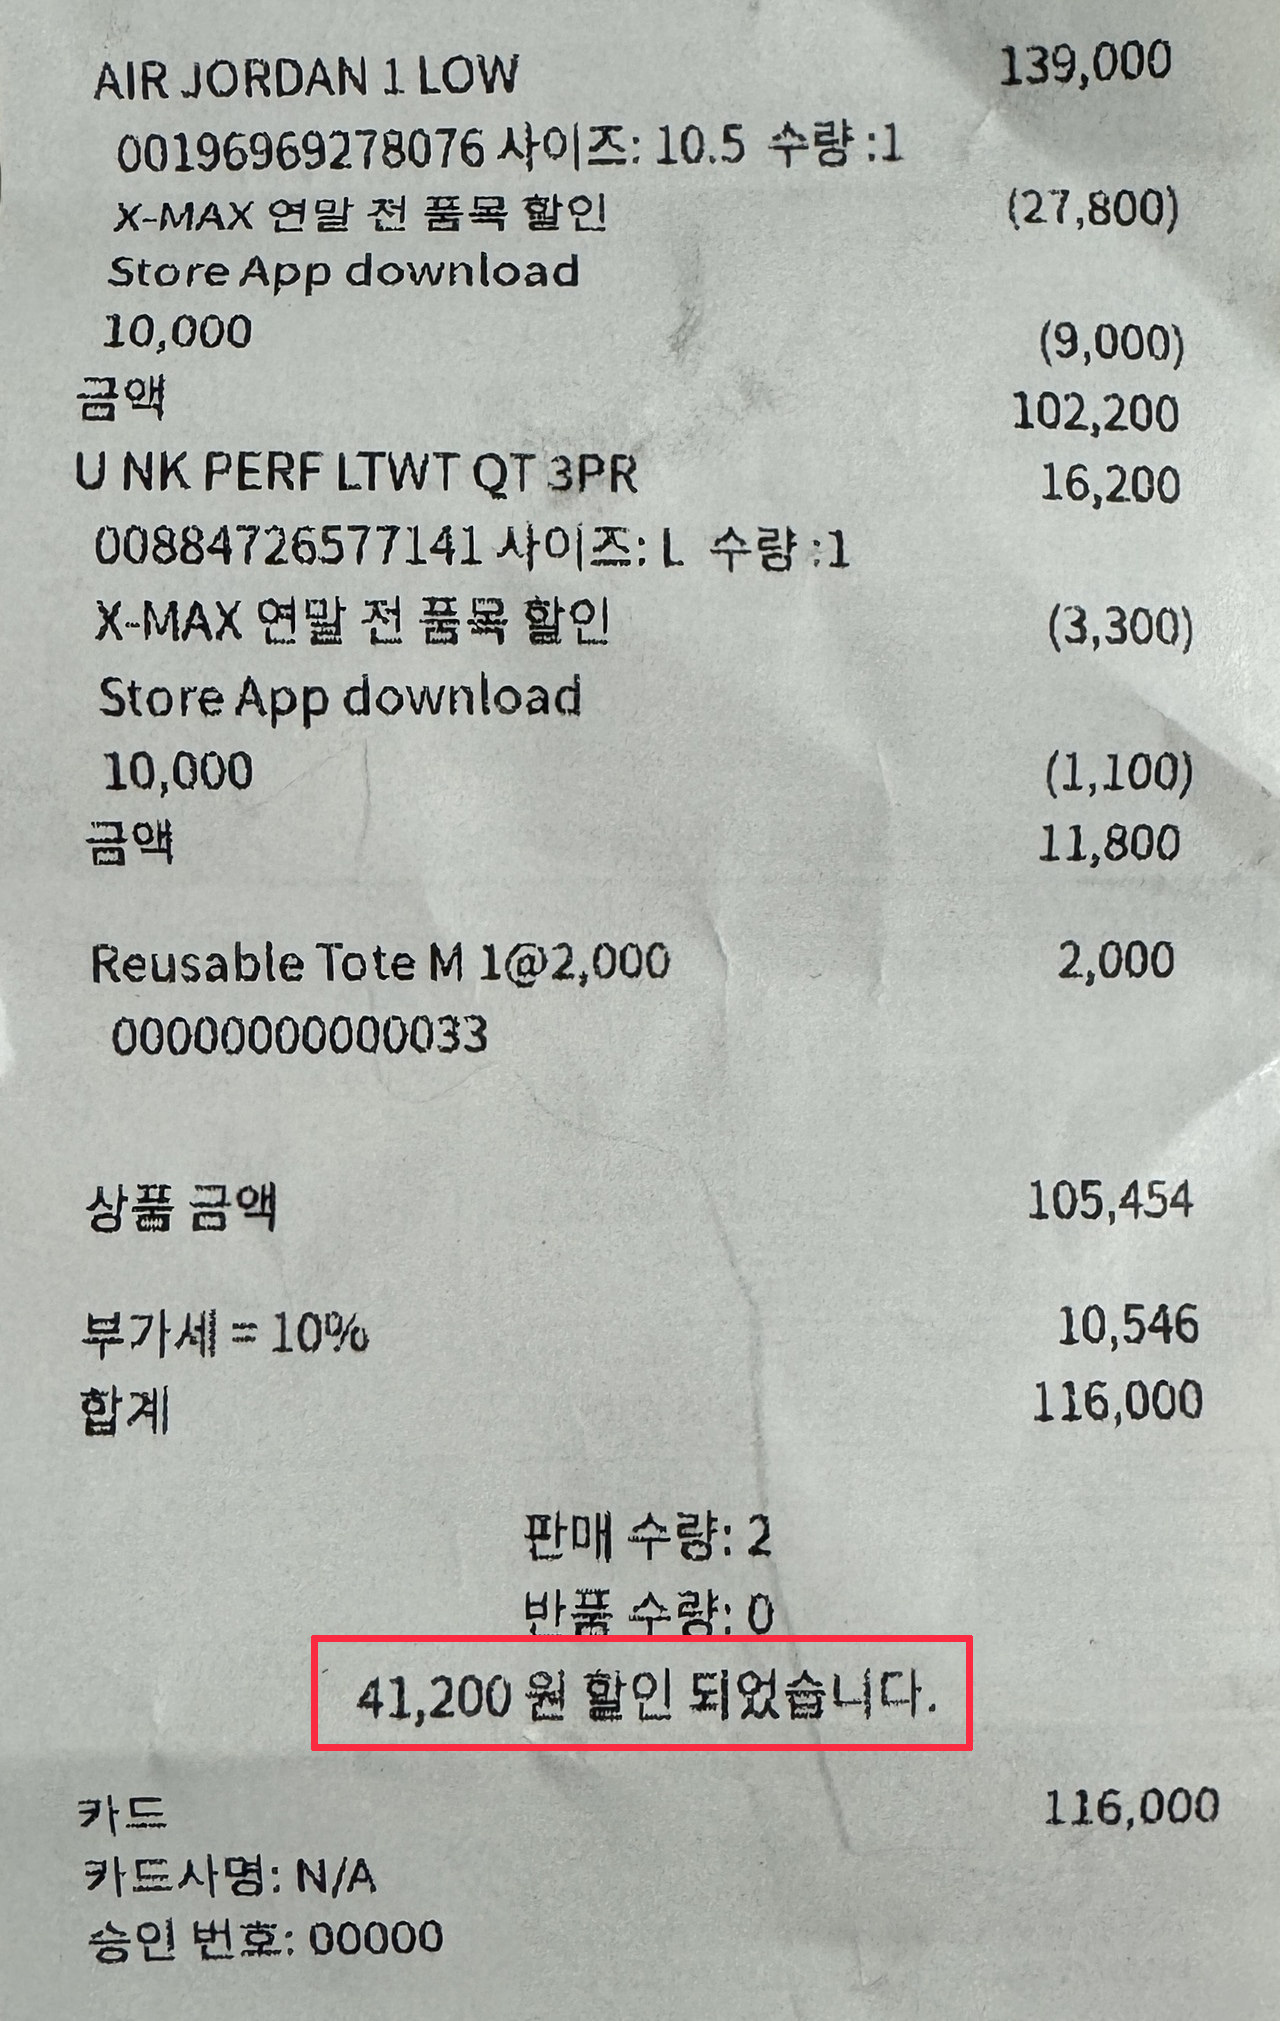 AIR JORDAN 1 LOW 139,000
00196969278076 사이즈: 10.5 수량 :1
X-MAX 연말 전 품목 할인 (27,800)
Store App download
10,000 (9,000)
금액 102,200
U NK PERF LTWT QT 3PR 16,200
00884726577141 사이즈: L 수량 :1
X-MAX 연말 전 품목 할인 (3,300)
Store App download
10,000 (1,100)
금액 11,800
Reusable Tote M 1@2,000 2,000
00000000000033
상품 금액 105,454
부가세 = 10% 10,546
합계 116,000
판매 수량: 2
반품 수량: 0
41,200 원 할인 되었습니다.
카드 116,000
카드사명: N/A
승인 번호: 00000